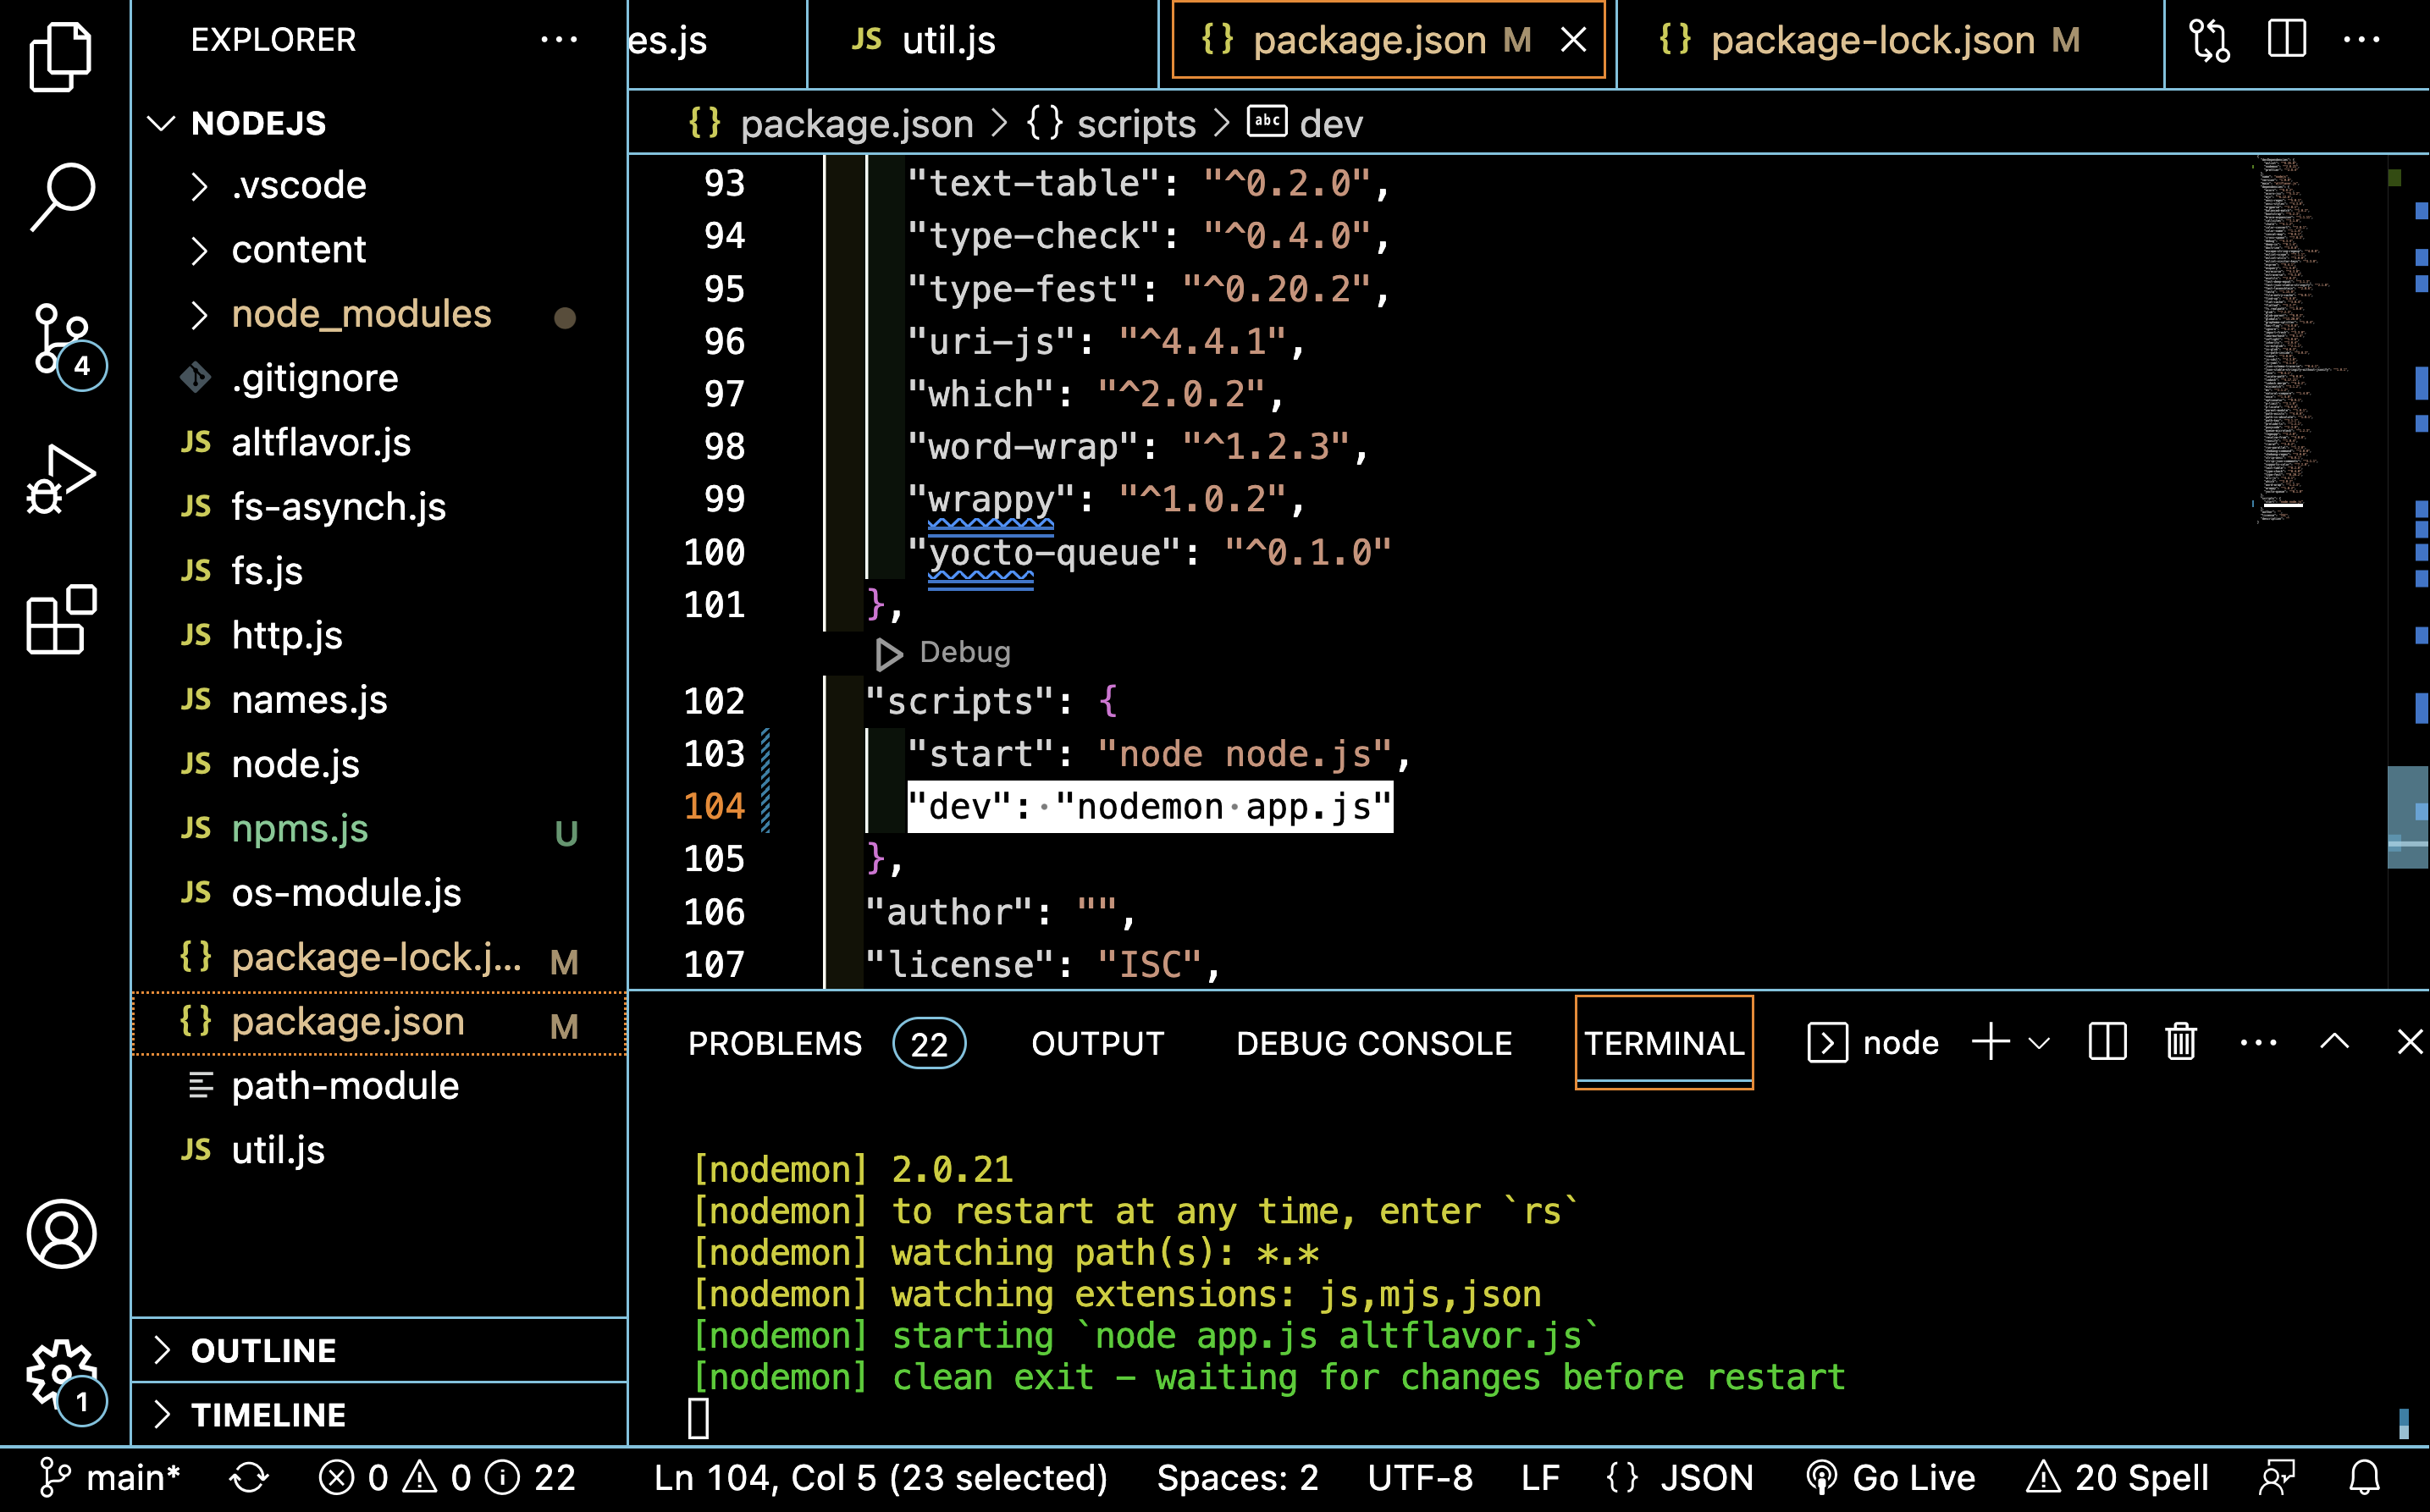 EXPLORER ...
es.js
JS util.js
{} package.json M
{} package-lock.json M
{} package.json > {} scripts > abc dev
NODEJS
.vscode
content
node_modules
.gitignore
JS altflavor.js
JS fs-asynch.js
JS fs.js
JS http.js
JS names.js
JS node.js
JS npms.js U
JS os-module.js
{} package-lock.j... M
{} package.json M
path-module
JS util.js
OUTLINE
TIMELINE
4
1
93 "text-table": "^0.2.0",
94 "type-check": "^0.4.0",
95 "type-fest": "^0.20.2",
96 "uri-js": "^4.4.1",
97 "which": "^2.0.2",
98 "word-wrap": "^1.2.3",
99 "wrappy": "^1.0.2",
100 "yocto-queue": "^0.1.0"
101 },
Debug
102 "scripts": {
103 "start": "node node.js",
104 "dev": "nodemon app.js"
105 },
106 "author": "",
107 "license": "ISC",
PROBLEMS 22 OUTPUT DEBUG CONSOLE TERMINAL node
[nodemon] 2.0.21
[nodemon] to restart at any time, enter `rs`
[nodemon] watching path(s): *.*
[nodemon] watching extensions: js,mjs,json
[nodemon] starting `node app.js altflavor.js`
[nodemon] clean exit - waiting for changes before restart
main* 0 0 22 Ln 104, Col 5 (23 selected) Spaces: 2 UTF-8 LF {} JSON Go Live 20 Spell